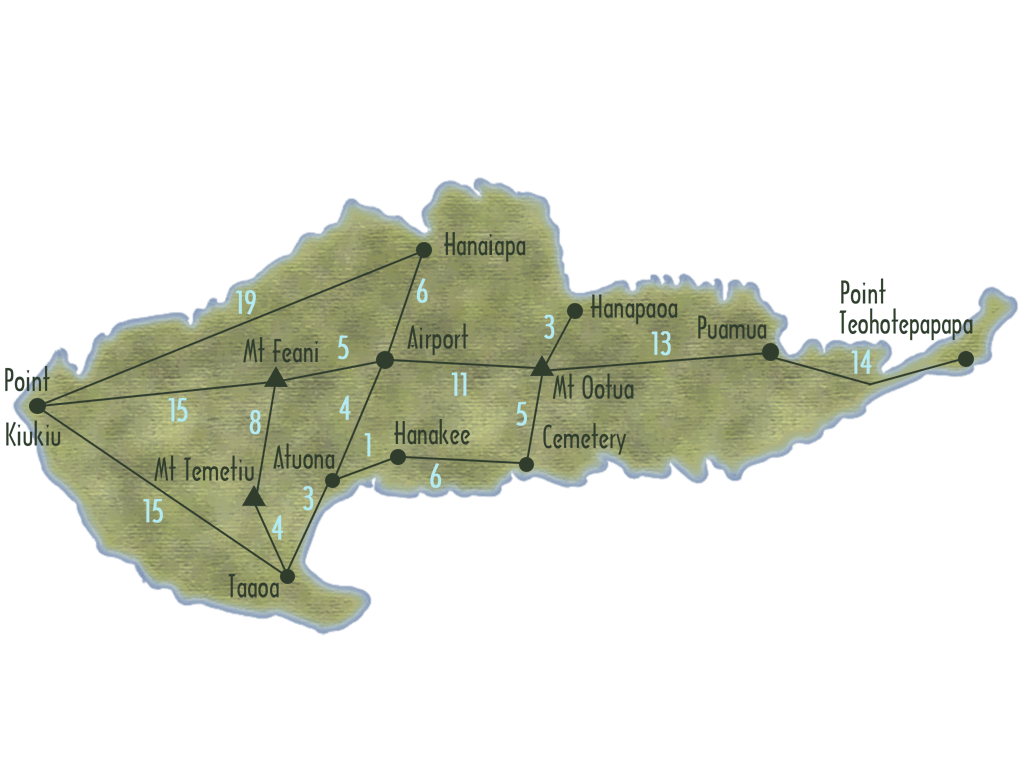 Hanaiapa
Point
Teohotepapapa
19
6
Hanapaoa
3
Puamua
13
Airport
5
Mt Feani
14
11
Mt Ootua
Point
Kiukiu
15
8
4
5
1
Hanakee
Cemetery
Atuona
Mt Temetiu
6
3
15
4
Taaoa